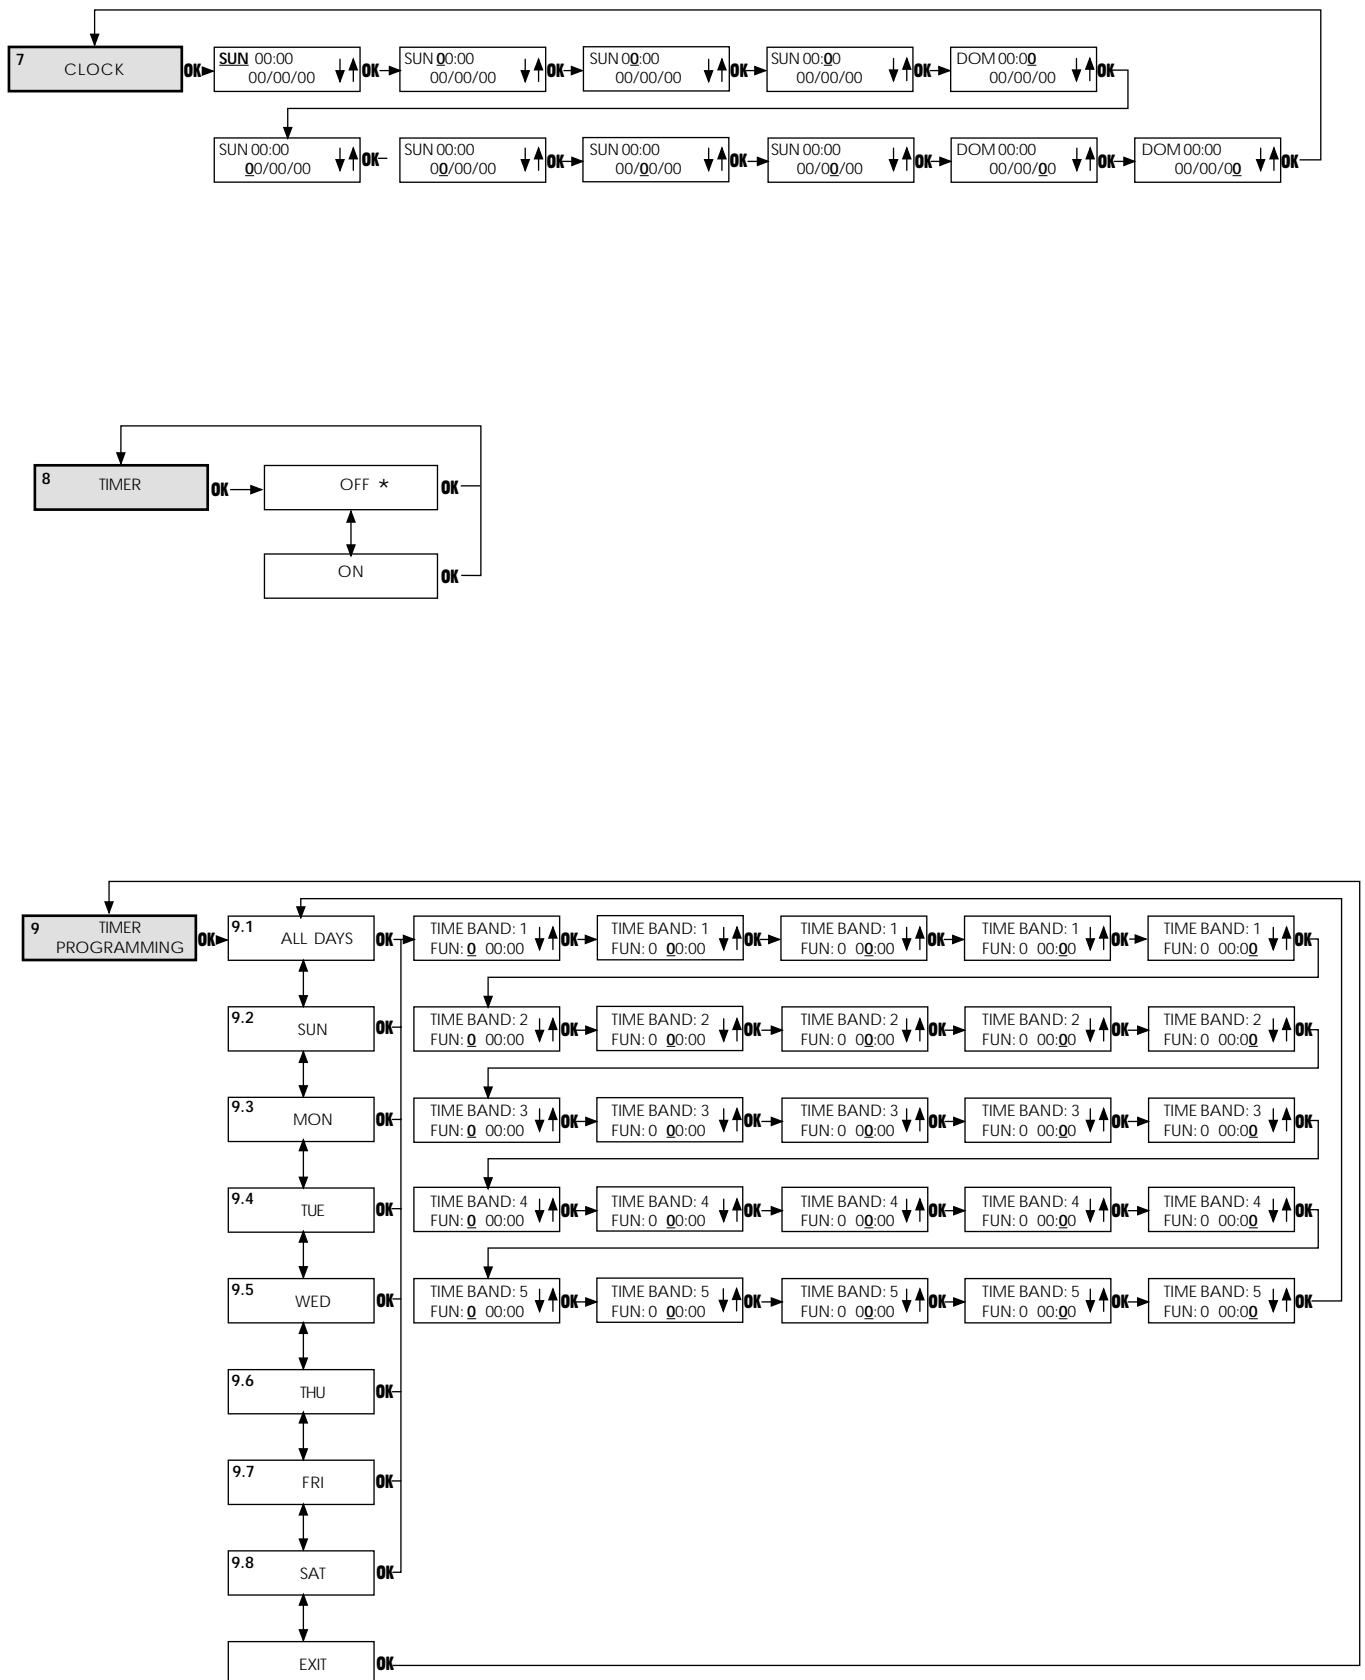 7 CLOCK OK SUN 00:00 OK SUN 00:00 OK SUN 00:00 OK SUN 00:00 OK DOM 00:00 OK
00/00/00 00/00/00 00/00/00 00/00/00 00/00/00
SUN 00:00 OK SUN 00:00 OK SUN 00:00 OK SUN 00:00 OK DOM 00:00 OK DOM 00:00 OK
00/00/00 00/00/00 00/00/00 00/00/00 00/00/00 00/00/00
8 TIMER OK OFF * OK
ON OK
9 TIMER 9.1 ALL DAYS OK TIME BAND: 1 OK TIME BAND: 1 OK TIME BAND: 1 OK TIME BAND: 1 OK TIME BAND: 1 OK
PROGRAMMING OK FUN: 0 00:00 FUN: 0 00:00 FUN: 0 00:00 FUN: 0 00:00 FUN: 0 00:00
9.2 SUN OK TIME BAND: 2 OK TIME BAND: 2 OK TIME BAND: 2 OK TIME BAND: 2 OK TIME BAND: 2 OK
FUN: 0 00:00 FUN: 0 00:00 FUN: 0 00:00 FUN: 0 00:00 FUN: 0 00:00
9.3 MON OK TIME BAND: 3 OK TIME BAND: 3 OK TIME BAND: 3 OK TIME BAND: 3 OK TIME BAND: 3 OK
FUN: 0 00:00 FUN: 0 00:00 FUN: 0 00:00 FUN: 0 00:00 FUN: 0 00:00
9.4 TUE OK TIME BAND: 4 OK TIME BAND: 4 OK TIME BAND: 4 OK TIME BAND: 4 OK TIME BAND: 4 OK
FUN: 0 00:00 FUN: 0 00:00 FUN: 0 00:00 FUN: 0 00:00 FUN: 0 00:00
9.5 WED OK TIME BAND: 5 OK TIME BAND: 5 OK TIME BAND: 5 OK TIME BAND: 5 OK TIME BAND: 5 OK
FUN: 0 00:00 FUN: 0 00:00 FUN: 0 00:00 FUN: 0 00:00 FUN: 0 00:00
9.6 THU OK
9.7 FRI OK
9.8 SAT OK
EXIT OK